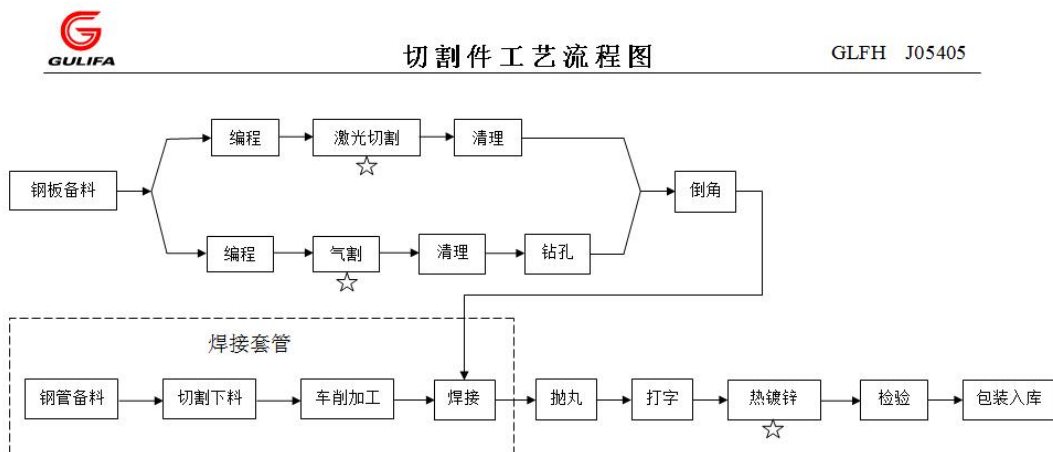 GULIFA
切割件工艺流程图
GLFH J05405
编程
激光切割
清理
钢板备料
倒角
编程
气割
清理
钻孔
焊接套管
钢管备料
切割下料
车削加工
焊接
抛丸
打字
热镀锌
检验
包装入库